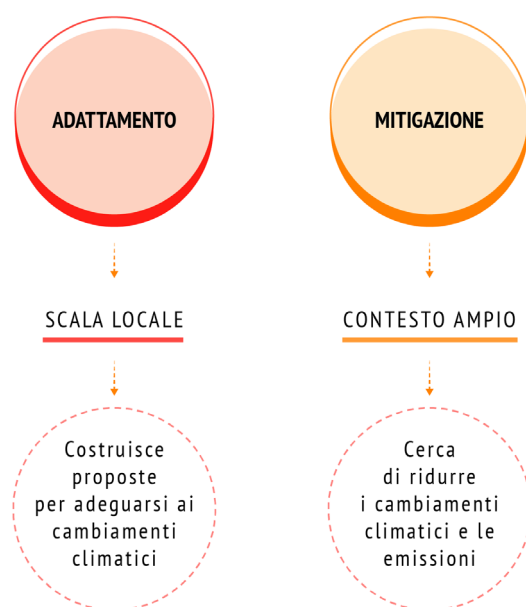 ADATTAMENTO
SCALA LOCALE
Costruisce
proposte
per adeguarsi ai
cambiamenti
climatici
MITIGAZIONE
CONTESTO AMPIO
Cerca
di ridurre
i cambiamenti
climatici e le
emissioni